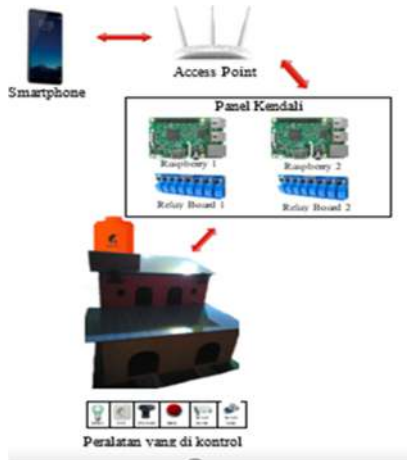 Access Point
Smartphone
Panel Kendali
Raspberry 1
Raspberry 2
Relay Board 1
Relay Board 2
Peralatan yang di kontrol